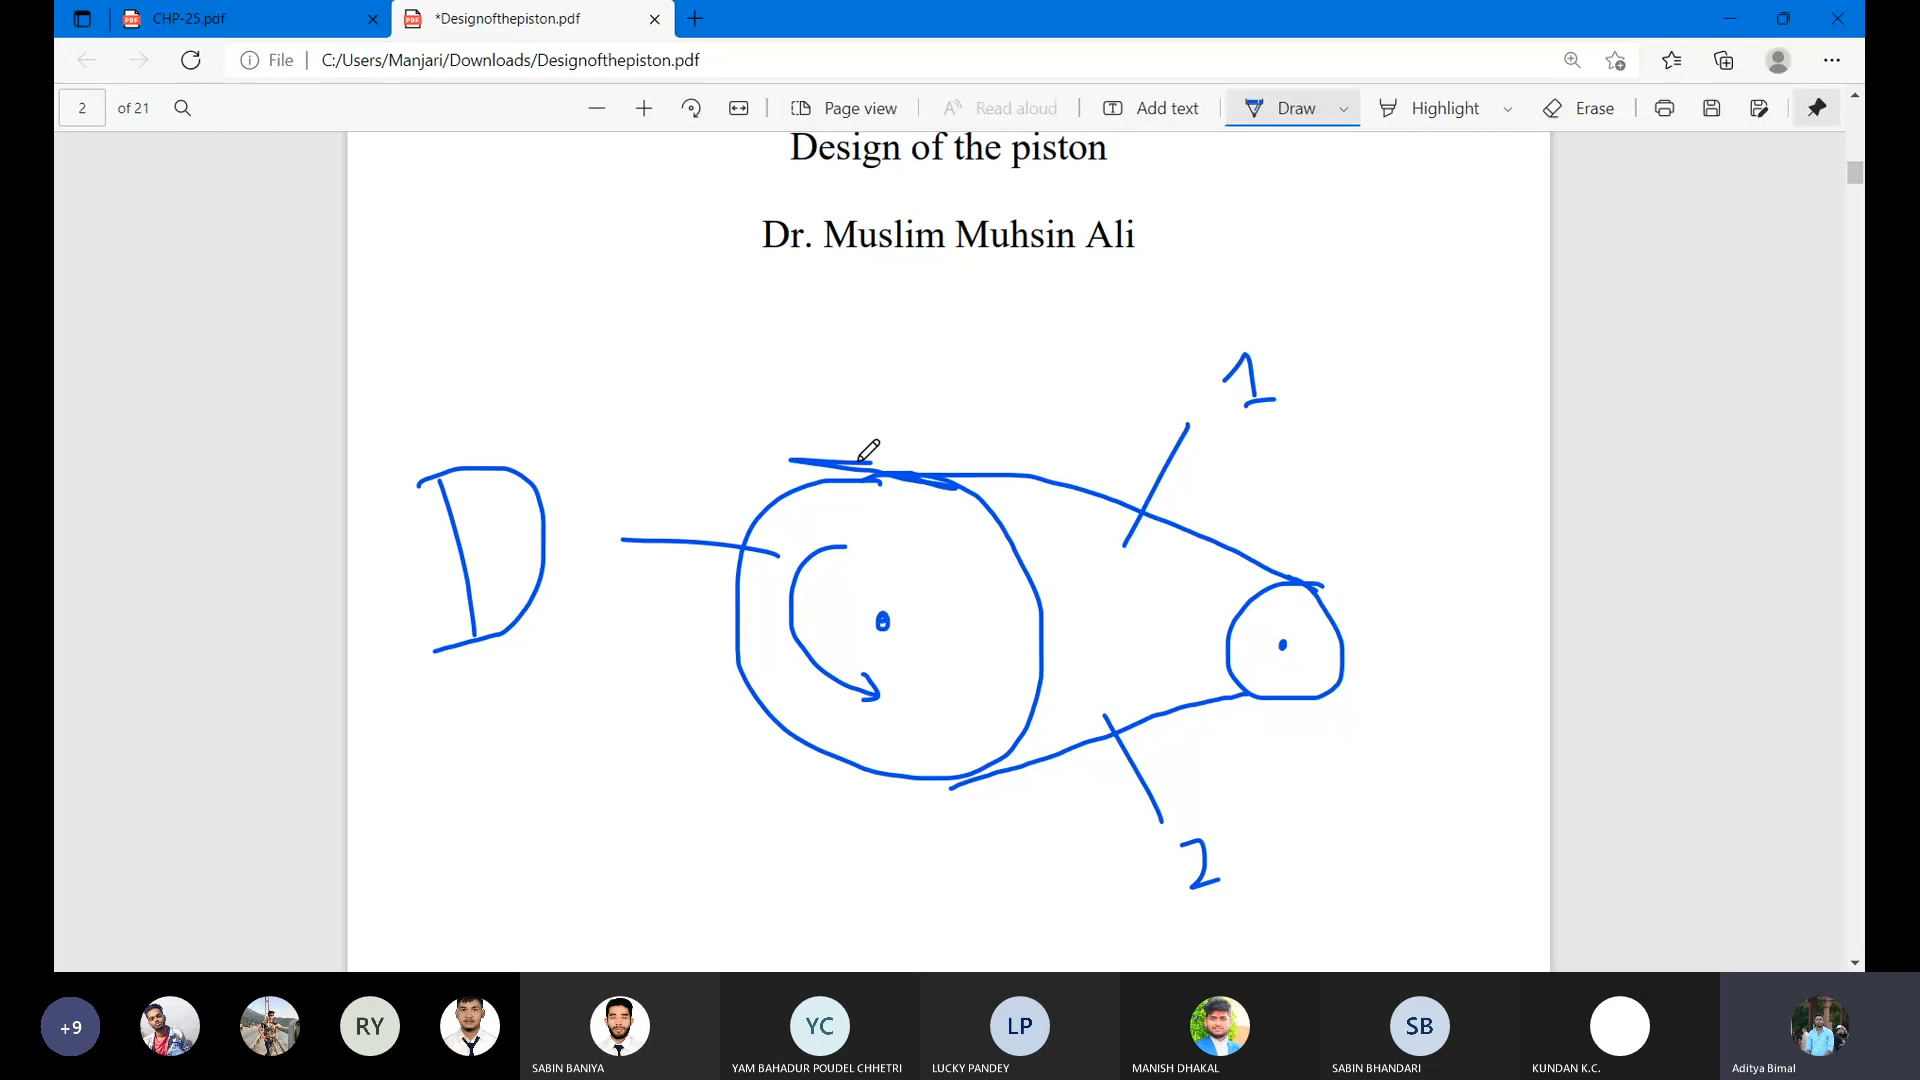 CHP-25.pdf
*Designofthepiston.pdf
File
C:/Users/Manjari/Downloads/Designofthepiston.pdf
2 of 21
Page view
Read aloud
Add text
Draw
Highlight
Erase
Design of the piston
Dr. Muslim Muhsin Ali
1
D
2
+9
RY
YC
LP
SB
SABIN BANIYA
YAM BAHADUR POUDEL CHHETRI
LUCKY PANDEY
MANISH DHAKAL
SABIN BHANDARI
KUNDAN K.C.
Aditya Bimal